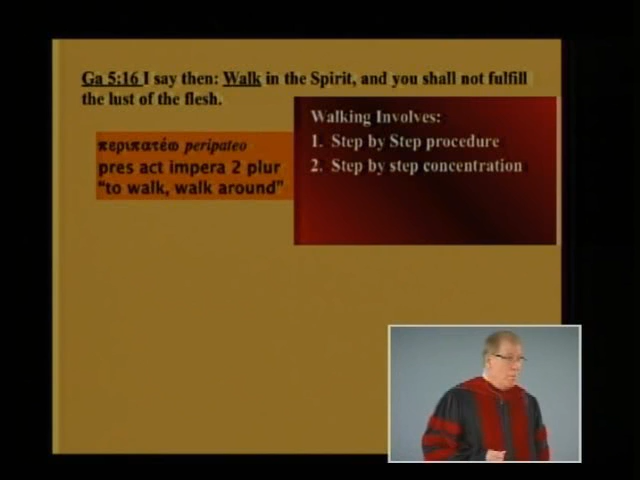 Ga 5:16 I say then: Walk in the Spirit, and you shall not fulfill
the lust of the flesh.
περιπατέω peripateo
pres act impera 2 plur
"to walk, walk around"
Walking Involves:
1. Step by Step procedure
2. Step by step concentration